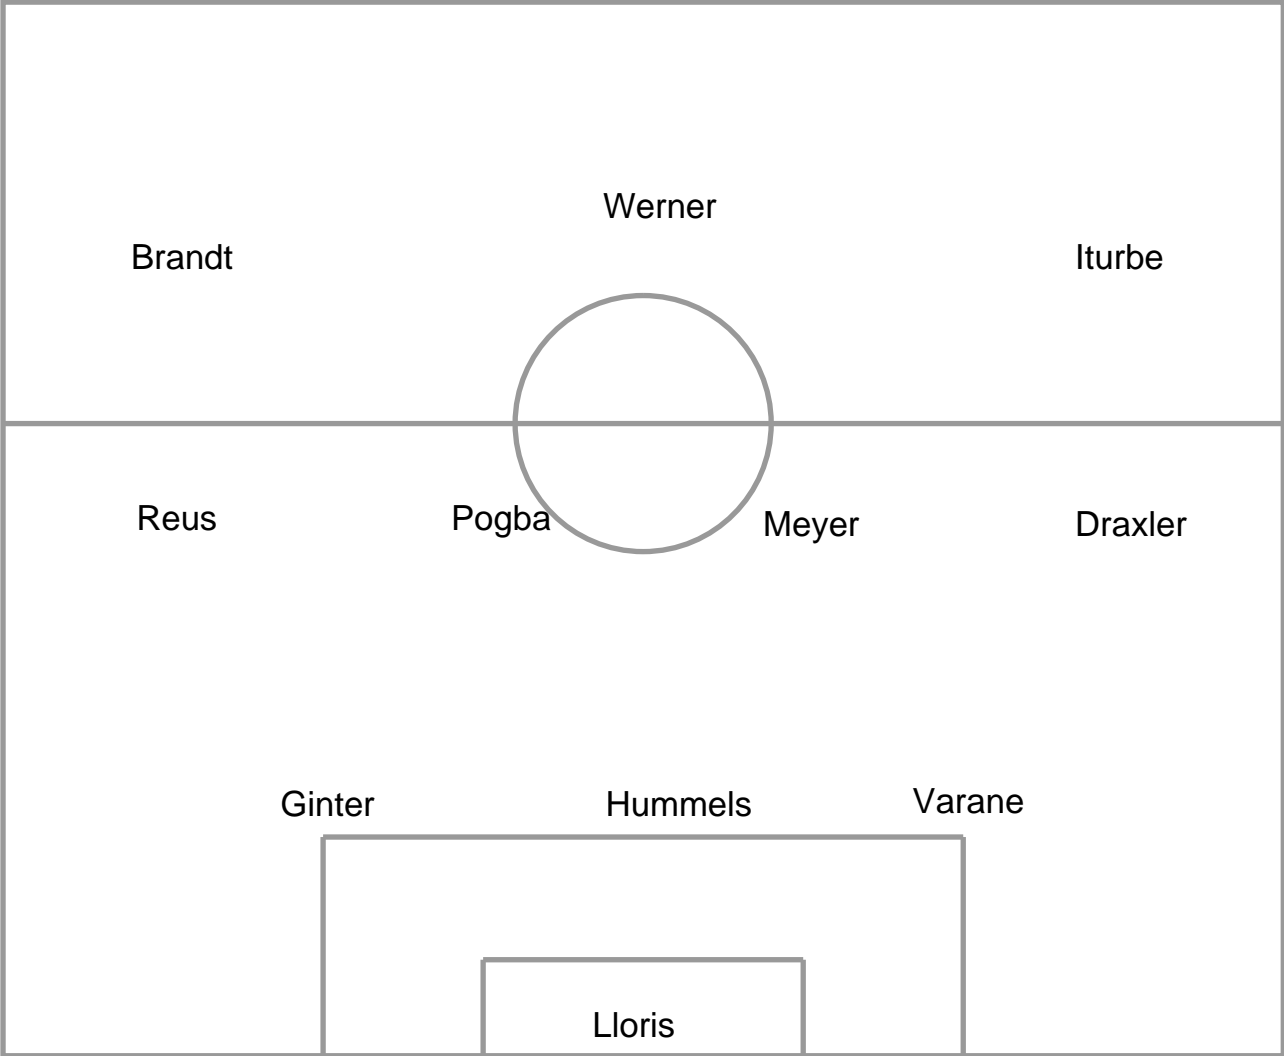 Werner
Brandt
Iturbe
Reus
Pogba
Meyer
Draxler
Ginter
Hummels
Varane
Lloris